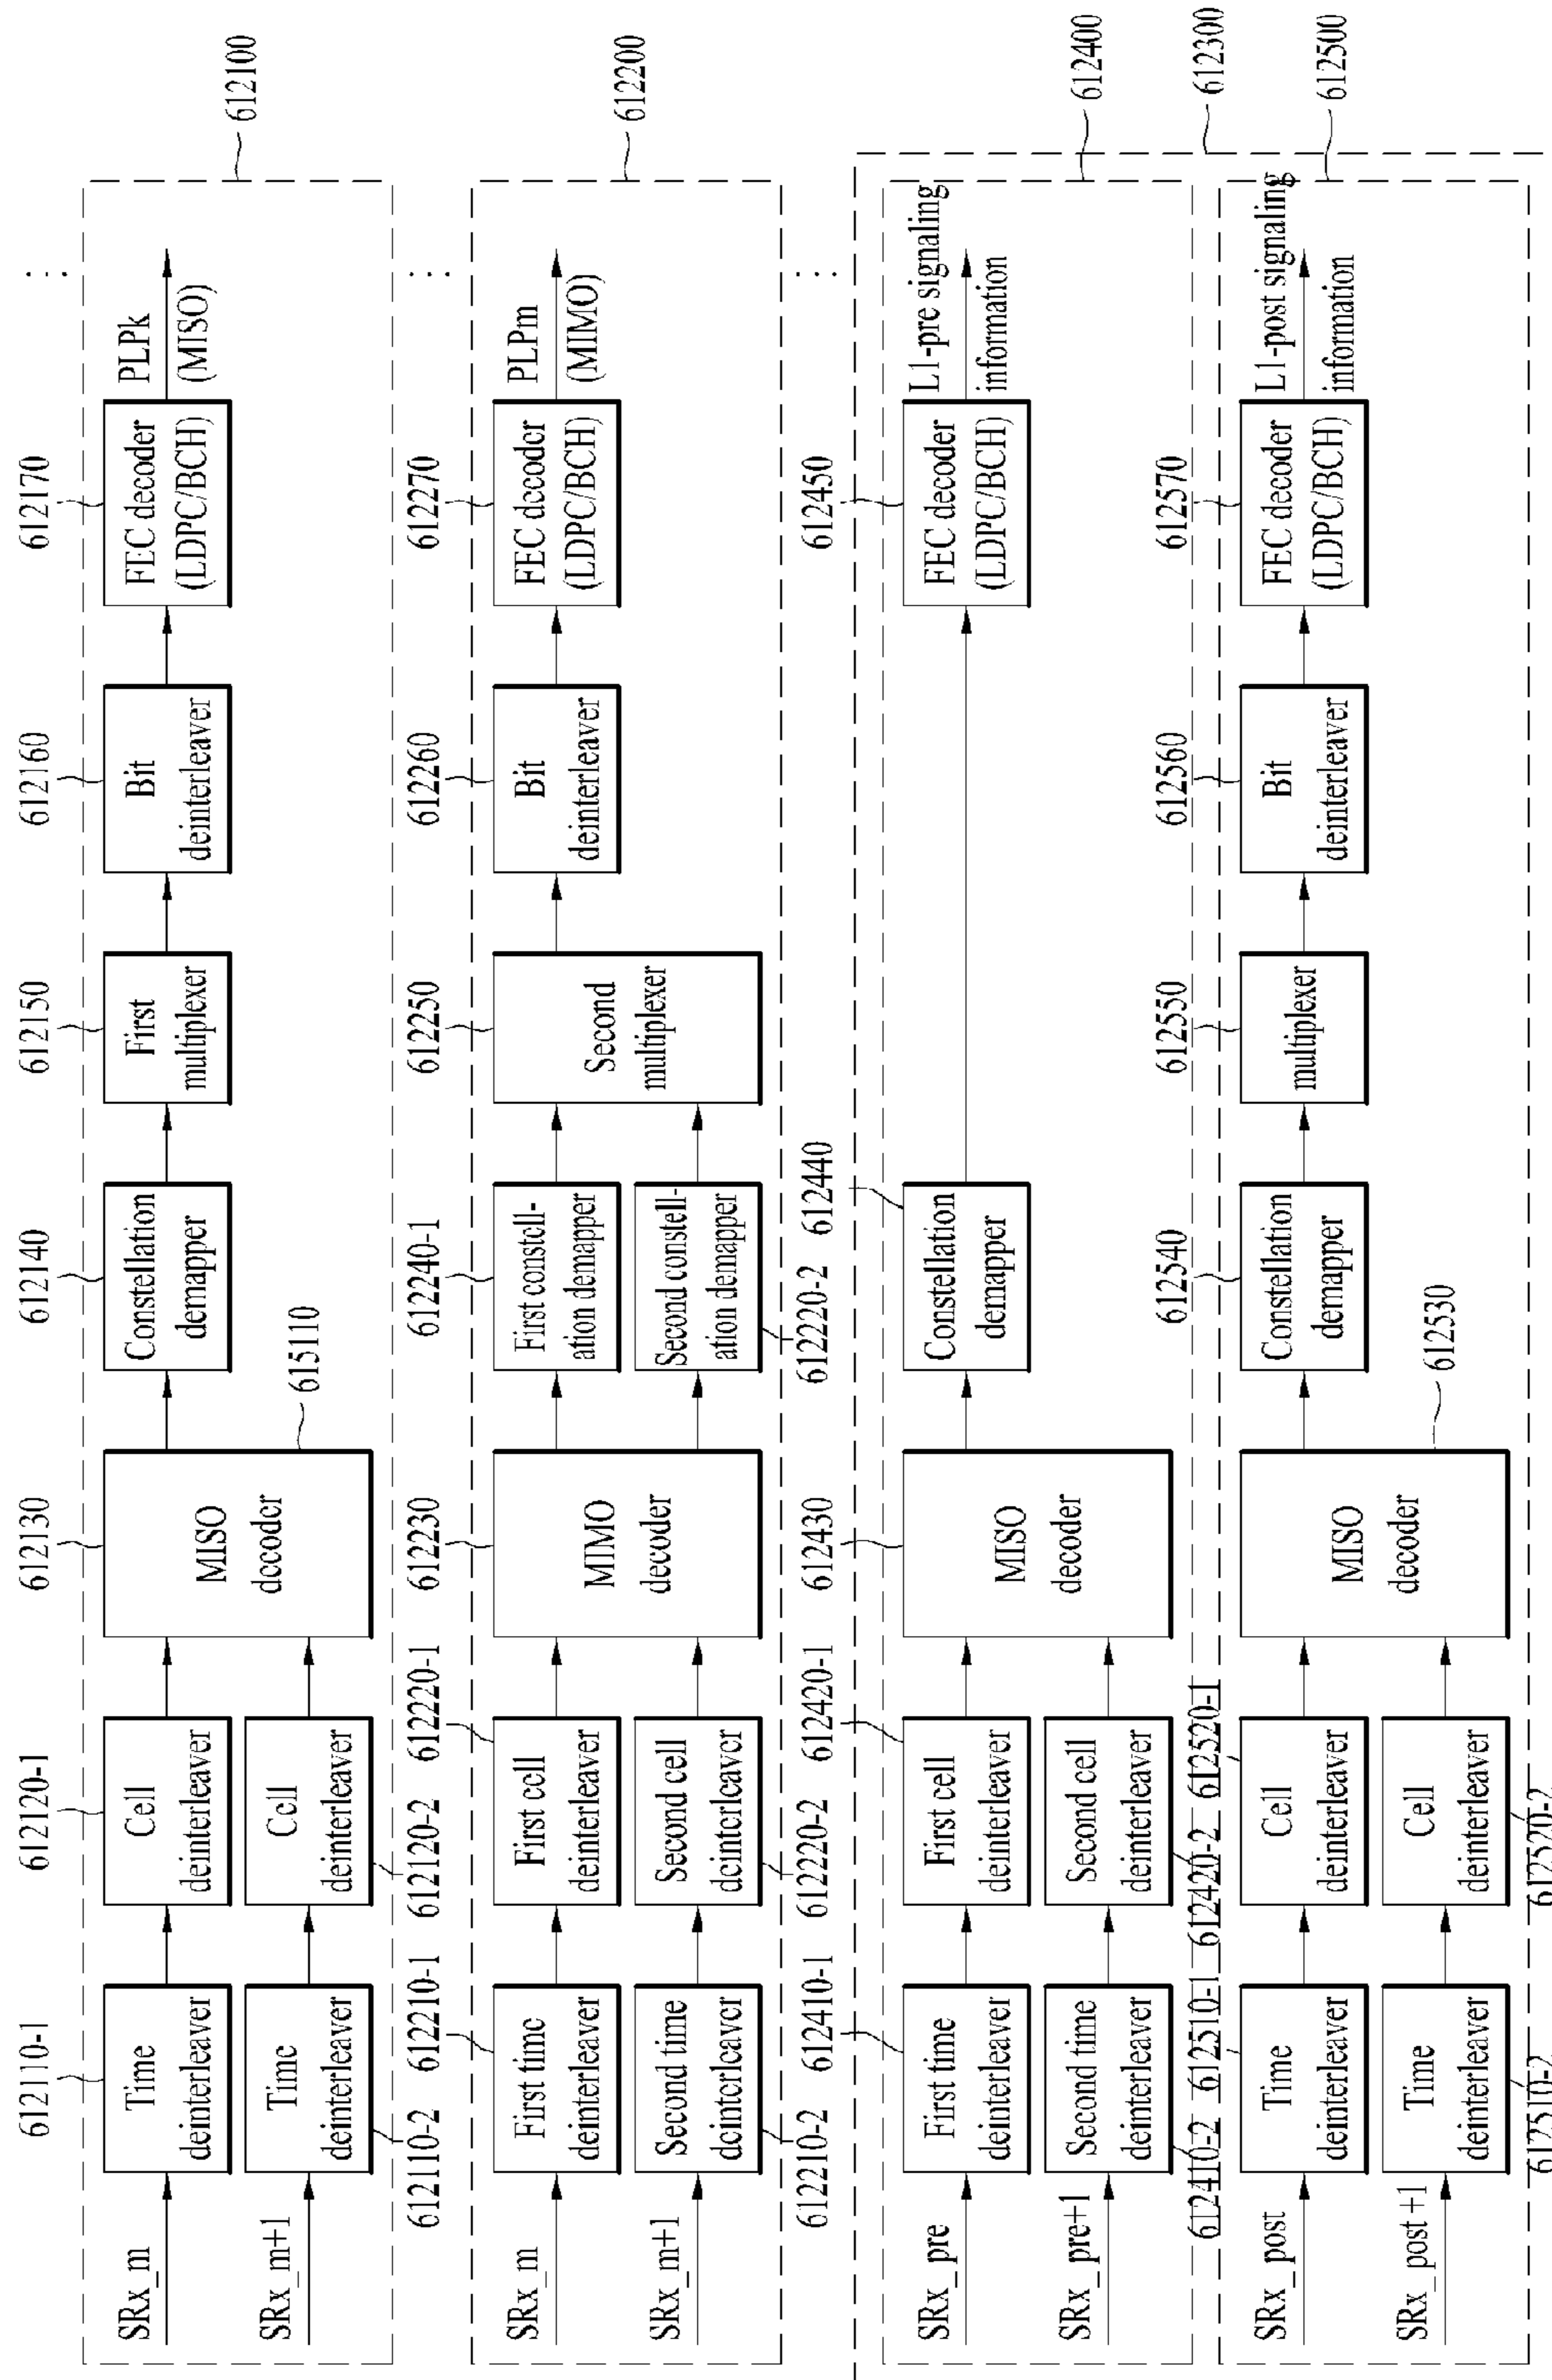 612110-1
612120-1
612130
612140
612150
612160
612170
SRx_m
Time
deinterleaver
Cell
deinterleaver
MISO
decoder
Constellation
demapper
First
multiplexer
Bit
deinterleaver
FEC decoder
(LDPC/BCH)
PLPk
(MISO)
. . .
612100
SRx_m+1
Time
deinterleaver
Cell
deinterleaver
615110
612110-2
612120-2
612210-1
612220-1
612230
612240-1
612250
612260
612270
SRx_m
First time
deinterleaver
First cell
deinterleaver
MIMO
decoder
First constell-
ation demapper
Second
multiplexer
Bit
deinterleaver
FEC decoder
(LDPC/BCH)
PLPm
(MIMO)
. . .
612200
SRx_m+1
Second time
deinterleaver
Second cell
deinterleaver
Second constell-
ation demapper
612210-2
612220-2
612220-2
612410-1
612420-1
612430
612440
612450
SRx_pre
First time
deinterleaver
First cell
deinterleaver
MISO
decoder
Constellation
demapper
FEC decoder
(LDPC/BCH)
L1-pre signaling
information
. . .
612400
SRx_pre+1
Second time
deinterleaver
Second cell
deinterleaver
612300
612410-2
612510-1
612420-2
612520-1
612540
612550
612560
612570
SRx_post
Time
deinterleaver
Cell
deinterleaver
MISO
decoder
Constellation
demapper
multiplexer
Bit
deinterleaver
FEC decoder
(LDPC/BCH)
L1-post signaling
information
612500
SRx_post +1
Time
deinterleaver
Cell
deinterleaver
612530
612510-2
612520-2